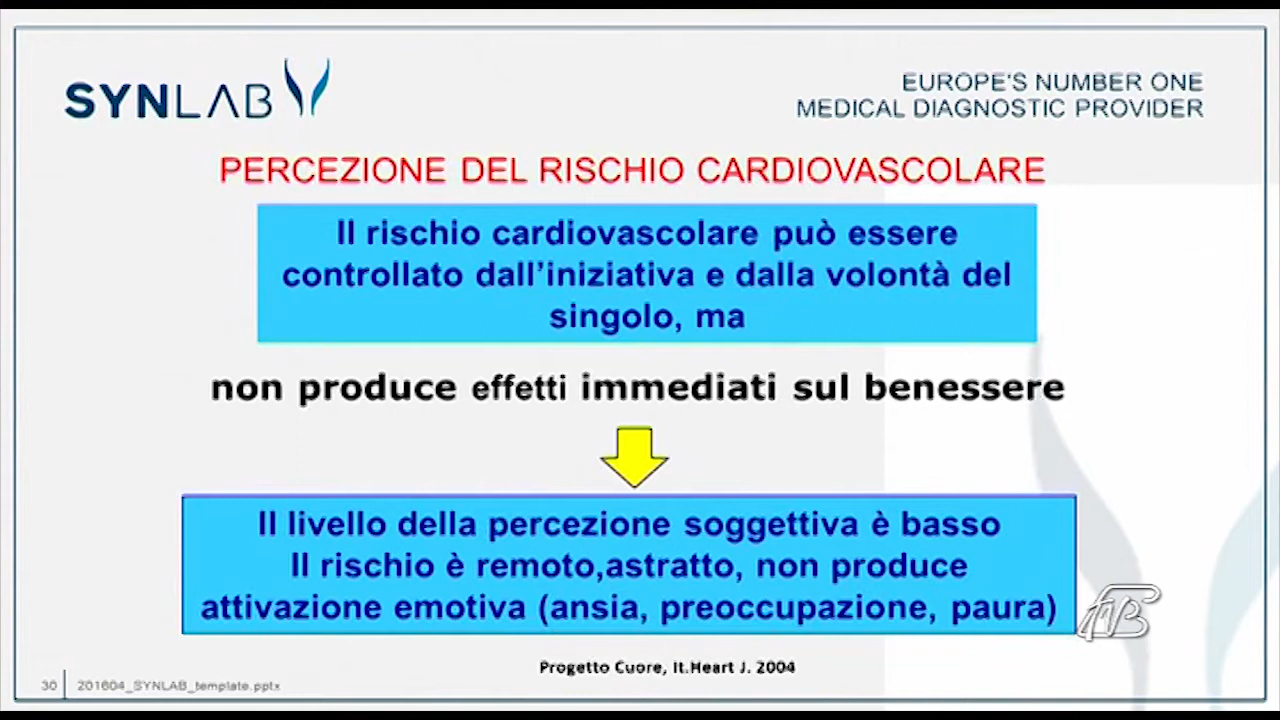 SYNLAB
EUROPE'S NUMBER ONE
MEDICAL DIAGNOSTIC PROVIDER
PERCEZIONE DEL RISCHIO CARDIOVASCOLARE
Il rischio cardiovascolare può essere
controllato dall’iniziativa e dalla volontà del
singolo, ma
non produce effetti immediati sul benessere
Il livello della percezione soggettiva è basso
Il rischio è remoto,astratto, non produce
attivazione emotiva (ansia, preoccupazione, paura)
Progetto Cuore, It.Heart J. 2004
30 201604_SYNLAB_template.pptx